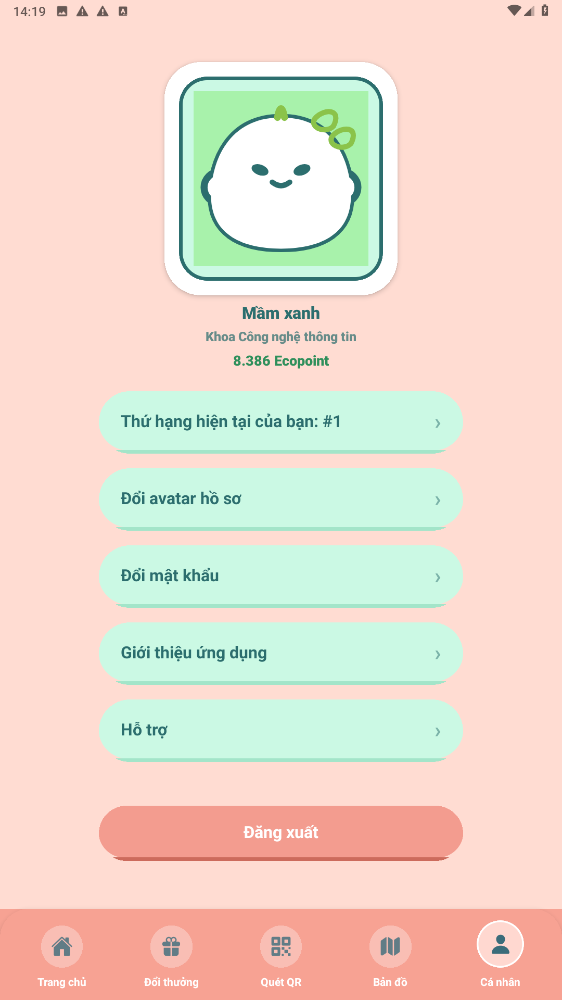 14:19
Mầm xanh
Khoa Công nghệ thông tin
8.386 Ecopoint
Thứ hạng hiện tại của bạn: #1
Đổi avatar hồ sơ
Đổi mật khẩu
Giới thiệu ứng dụng
Hỗ trợ
Đăng xuất
Trang chủ
Đổi thưởng
Quét QR
Bản đồ
Cá nhân